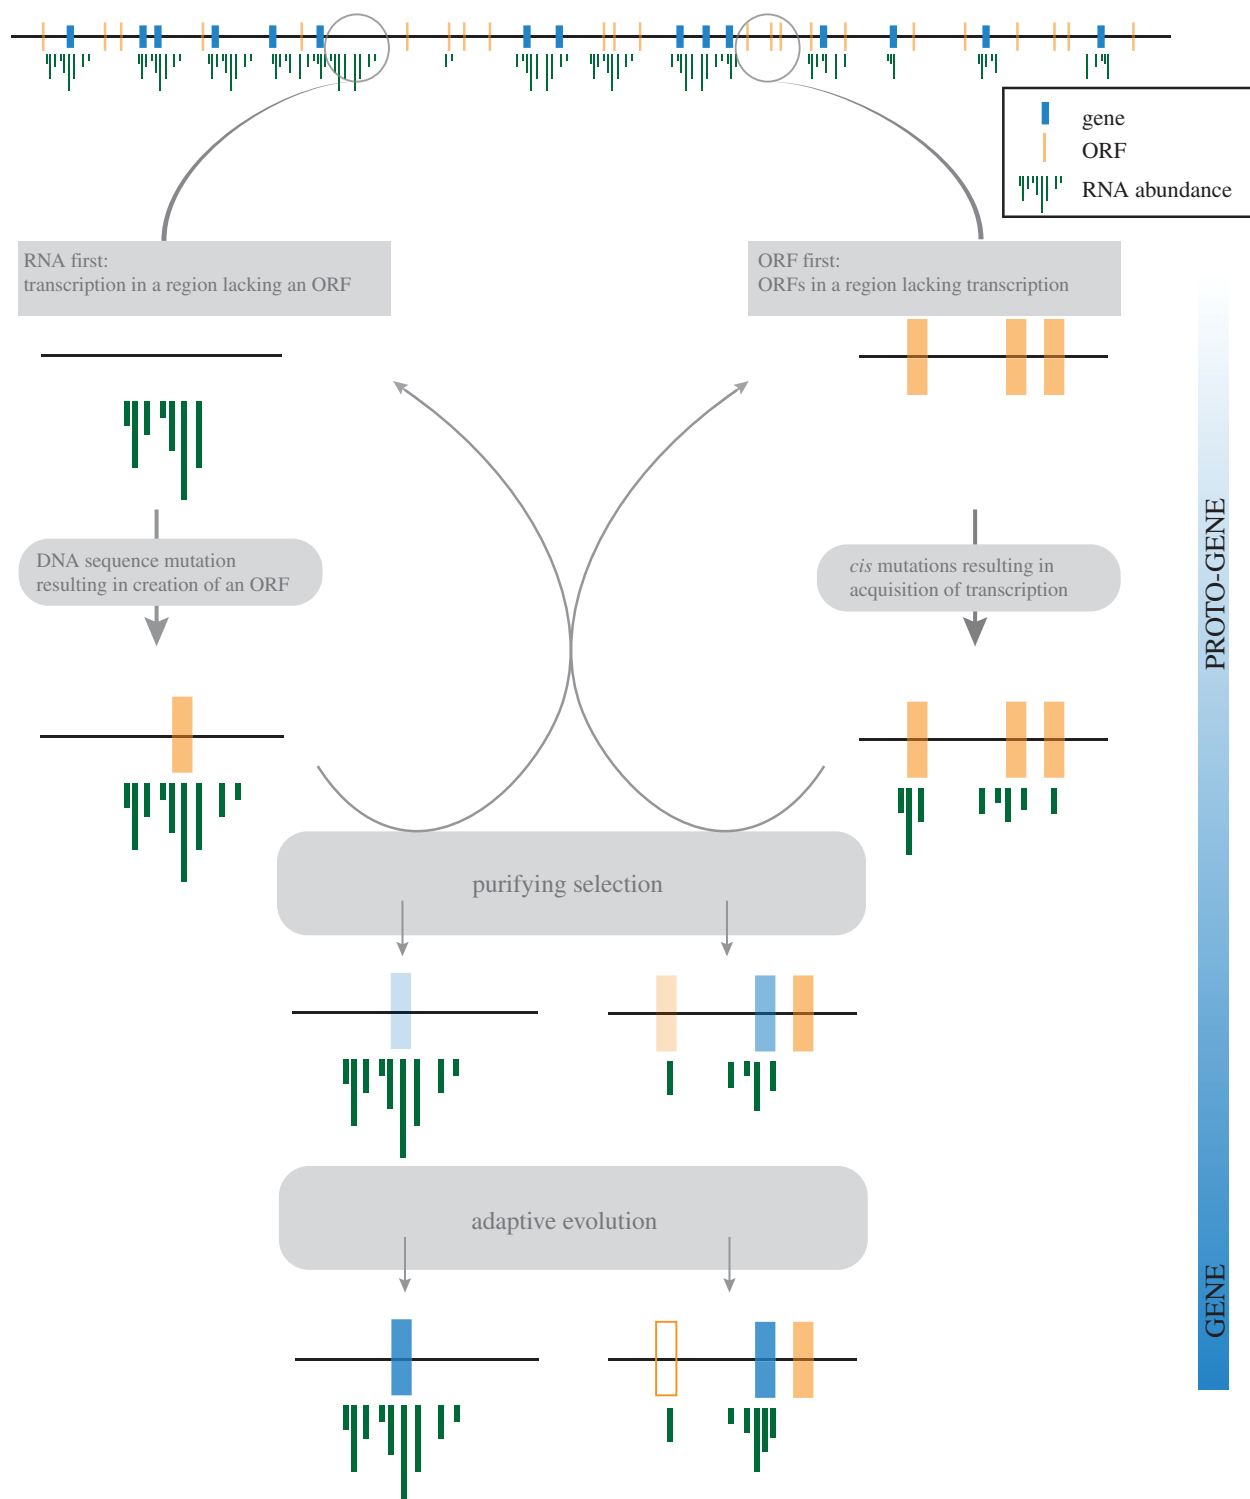 gene
ORF
RNA abundance
RNA first:
transcription in a region lacking an ORF
ORF first:
ORFs in a region lacking transcription
DNA sequence mutation
resulting in creation of an ORF
cis mutations resulting in
acquisition of transcription
PROTO-GENE
purifying selection
adaptive evolution
GENE